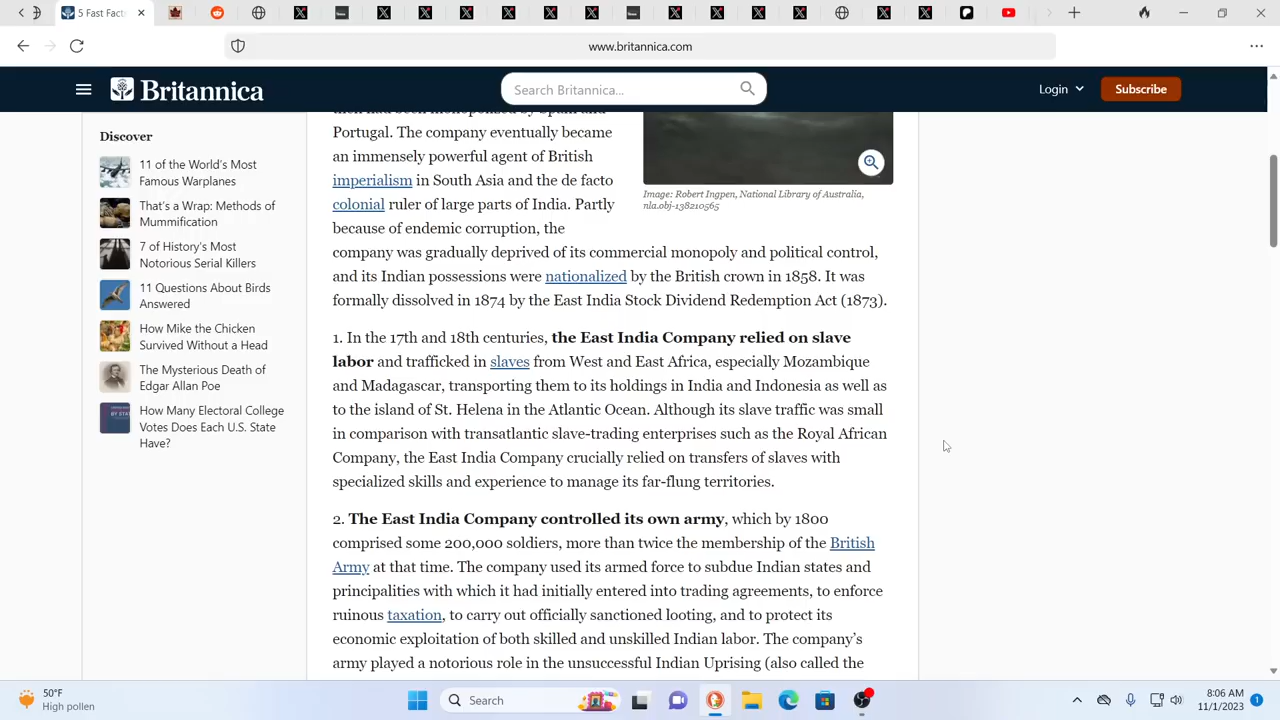 5 Fast Fact
www.britannica.com
Britannica
Search Britannica...
Login
Subscribe
Discover
11 of the World's Most
Famous Warplanes
That's a Wrap: Methods of
Mummification
7 of History's Most
Notorious Serial Killers
11 Questions About Birds
Answered
How Mike the Chicken
Survived Without a Head
The Mysterious Death of
Edgar Allan Poe
How Many Electoral College
Votes Does Each U.S. State
Have?
then had been monopolized by Spain and
Portugal. The company eventually became
an immensely powerful agent of British
imperialism in South Asia and the de facto
colonial ruler of large parts of India. Partly
because of endemic corruption, the
Image: Robert Ingpen, National Library of Australia,
nla.obj-138210565
company was gradually deprived of its commercial monopoly and political control,
and its Indian possessions were nationalized by the British crown in 1858. It was
formally dissolved in 1874 by the East India Stock Dividend Redemption Act (1873).
1. In the 17th and 18th centuries, the East India Company relied on slave
labor and trafficked in slaves from West and East Africa, especially Mozambique
and Madagascar, transporting them to its holdings in India and Indonesia as well as
to the island of St. Helena in the Atlantic Ocean. Although its slave traffic was small
in comparison with transatlantic slave-trading enterprises such as the Royal African
Company, the East India Company crucially relied on transfers of slaves with
specialized skills and experience to manage its far-flung territories.
2. The East India Company controlled its own army, which by 1800
comprised some 200,000 soldiers, more than twice the membership of the British
Army at that time. The company used its armed force to subdue Indian states and
principalities with which it had initially entered into trading agreements, to enforce
ruinous taxation, to carry out officially sanctioned looting, and to protect its
economic exploitation of both skilled and unskilled Indian labor. The company's
army played a notorious role in the unsuccessful Indian Uprising (also called the
50°F
High pollen
Search
8:06 AM
11/1/2023
1